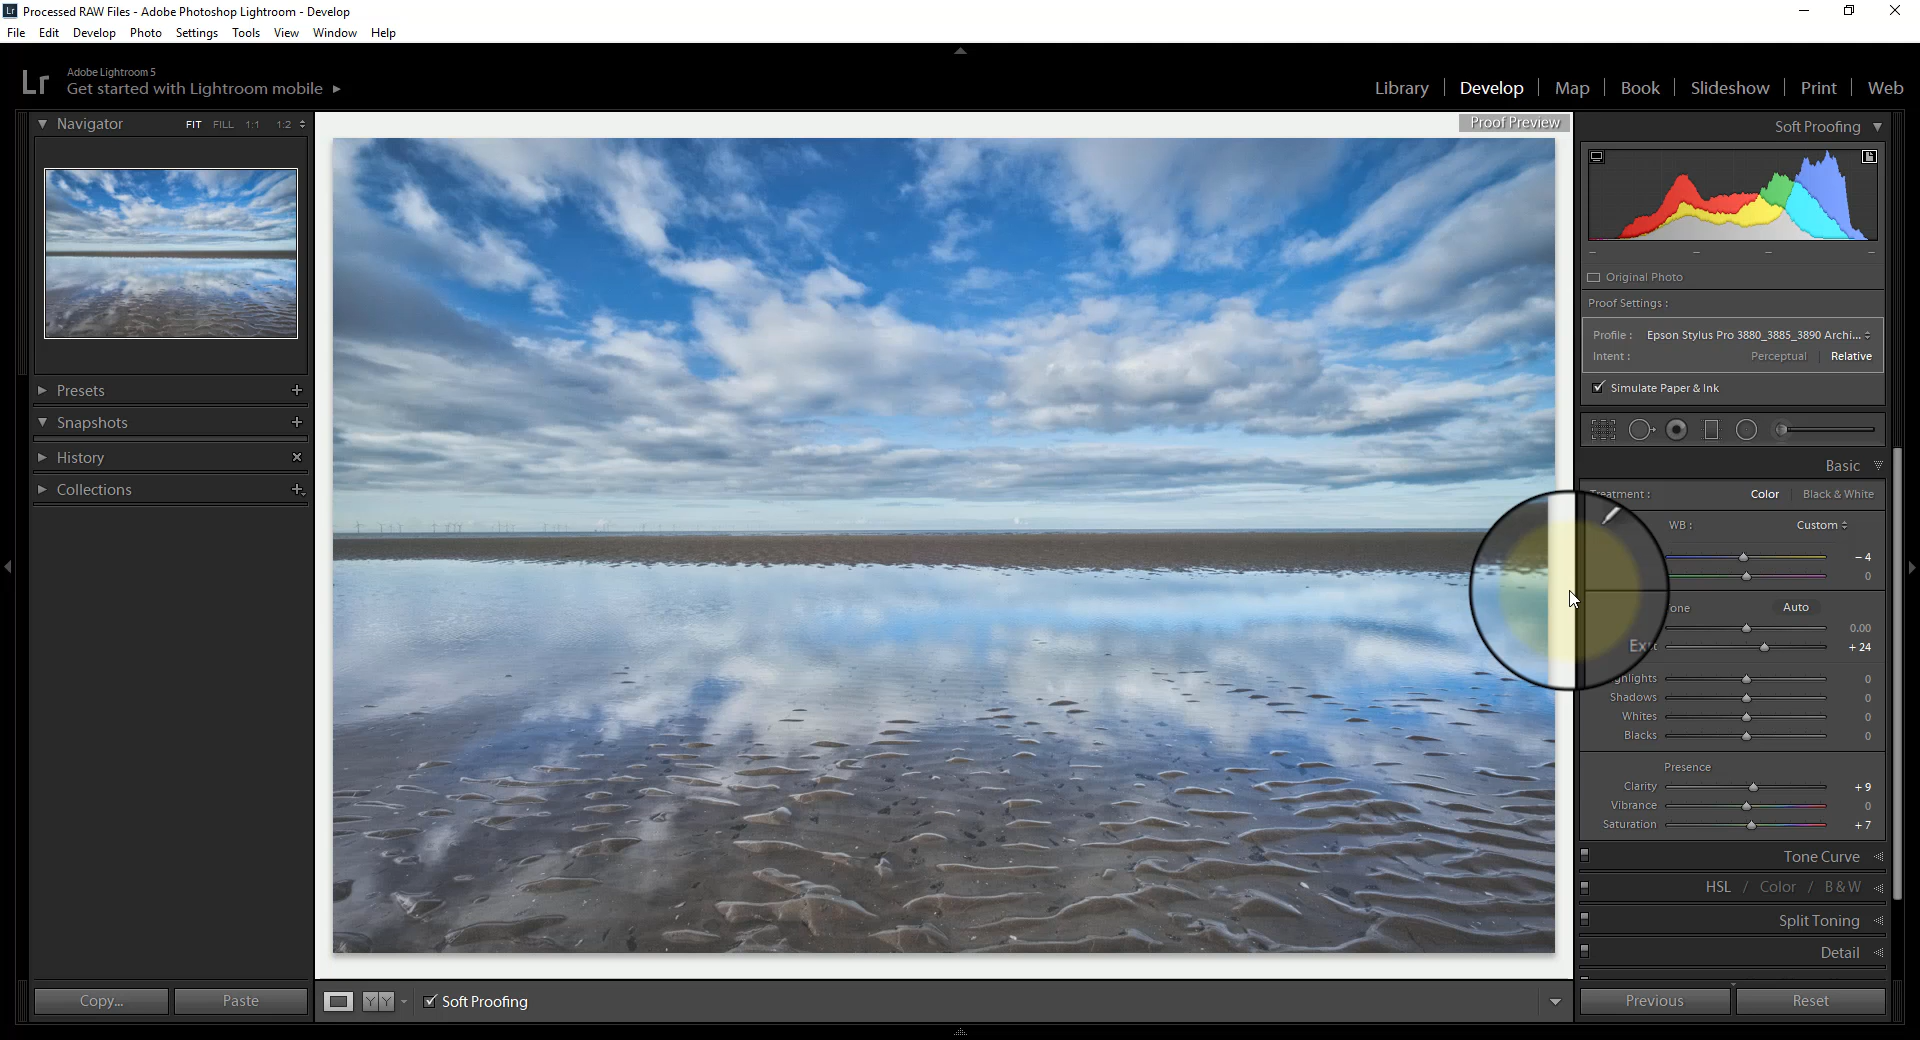 Lr Processed RAW Files - Adobe Photoshop Lightroom - Develop
File Edit Develop Photo Settings Tools View Window Help
Lr Adobe Lightroom 5
Get started with Lightroom mobile
Library Develop Map Book Slideshow Print Web
Navigator FIT FILL 1:1 1:2
Presets
Snapshots
History
Collections
Copy... Paste
Proof Preview
Soft Proofing
Soft Proofing
Original Photo
Proof Settings :
Profile : Epson Stylus Pro 3880_3885_3890 Archi...
Intent : Perceptual Relative
Simulate Paper & Ink
Basic
Treatment : Color Black & White
WB : Custom
- 4
0
one Auto
0.00
+ 24
ghlights 0
Shadows 0
Whites 0
Blacks 0
Presence
Clarity + 9
Vibrance 0
Saturation + 7
Tone Curve
HSL / Color / B & W
Split Toning
Detail
Previous Reset